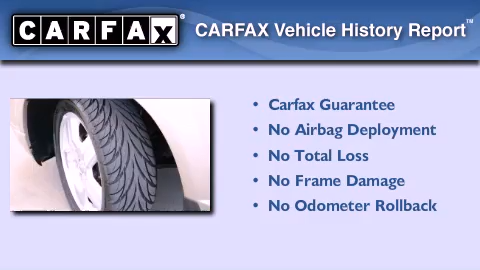 CARFAX® CARFAX Vehicle History Report™
• Carfax Guarantee
• No Airbag Deployment
• No Total Loss
• No Frame Damage
• No Odometer Rollback